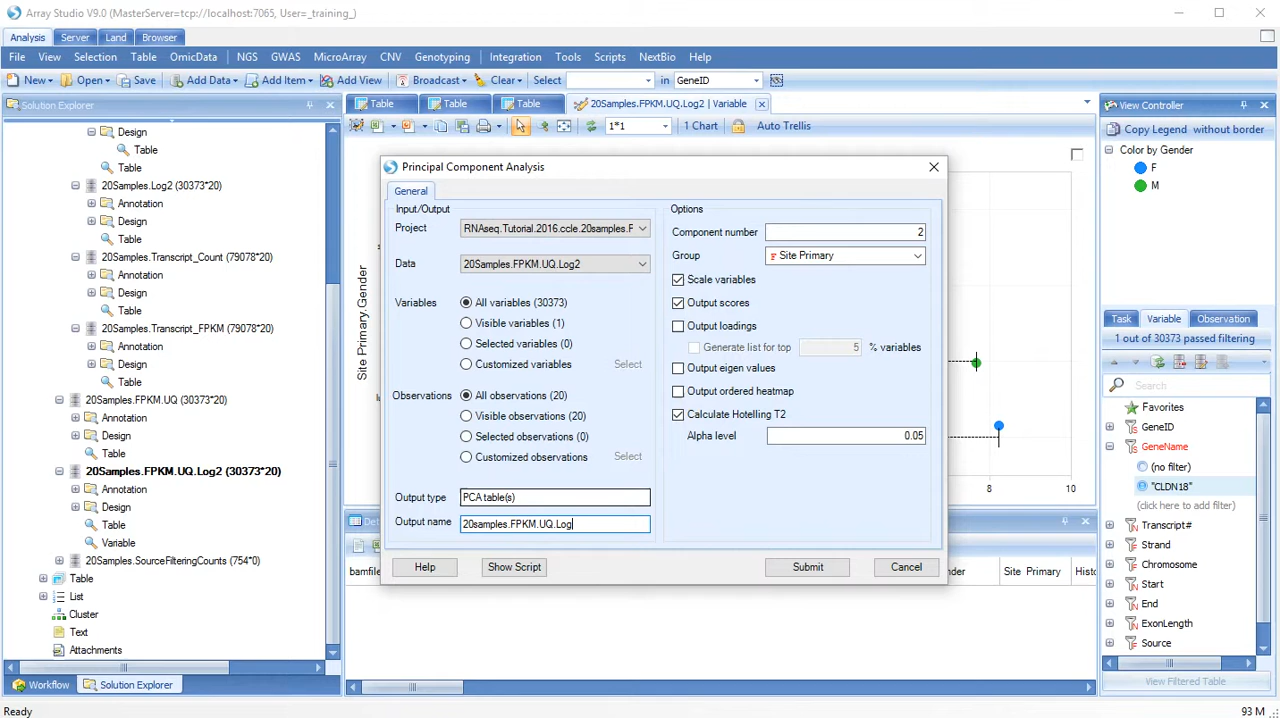 Array Studio V9.0 (MasterServer=tcp://localhost:7065, User=_training_)
Analysis Server Land Browser
File View Selection Table OmicData NGS GWAS MicroArray CNV Genotyping Integration Tools Scripts NextBio Help
New Open Save Add Data Add Item Add View Broadcast Clear Select in GeneID
Solution Explorer
Design
Table
Table
20Samples.Log2 (30373*20)
Annotation
Design
Table
20Samples.Transcript_Count (79078*20)
Annotation
Design
Table
20Samples.Transcript_FPKM (79078*20)
Annotation
Design
Table
20Samples.FPKM.UQ (30373*20)
Annotation
Design
Table
20Samples.FPKM.UQ.Log2 (30373*20)
Annotation
Design
Table
Variable
20Samples.SourceFilteringCounts (754*0)
Table
List
Cluster
Text
Attachments
Workflow Solution Explorer
Ready
Table Table Table 20Samples.FPKM.UQ.Log2 | Variable
1*1 1 Chart Auto Trellis
Site Primary.Gender
8 10
Principal Component Analysis
General
Input/Output
Project RNAseq.Tutorial.2016.ccle.20samples.F
Data 20Samples.FPKM.UQ.Log2
Variables All variables (30373)
Visible variables (1)
Selected variables (0)
Customized variables Select
Observations All observations (20)
Visible observations (20)
Selected observations (0)
Customized observations Select
Output type PCA table(s)
Output name 20samples.FPKM.UQ.Log
Options
Component number 2
Group Site Primary
Scale variables
Output scores
Output loadings
Generate list for top 5 % variables
Output eigen values
Output ordered heatmap
Calculate Hotelling T2
Alpha level 0.05
Help Show Script Submit Cancel
bamfile Site Primary
View Controller
Copy Legend without border
Color by Gender
F
M
Task Variable Observation
1 out of 30373 passed filtering
Search
Favorites
GeneID
GeneName
(no filter)
"CLDN18"
(click here to add filter)
Transcript#
Strand
Chromosome
Start
End
ExonLength
Source
View Filtered Table
93 M